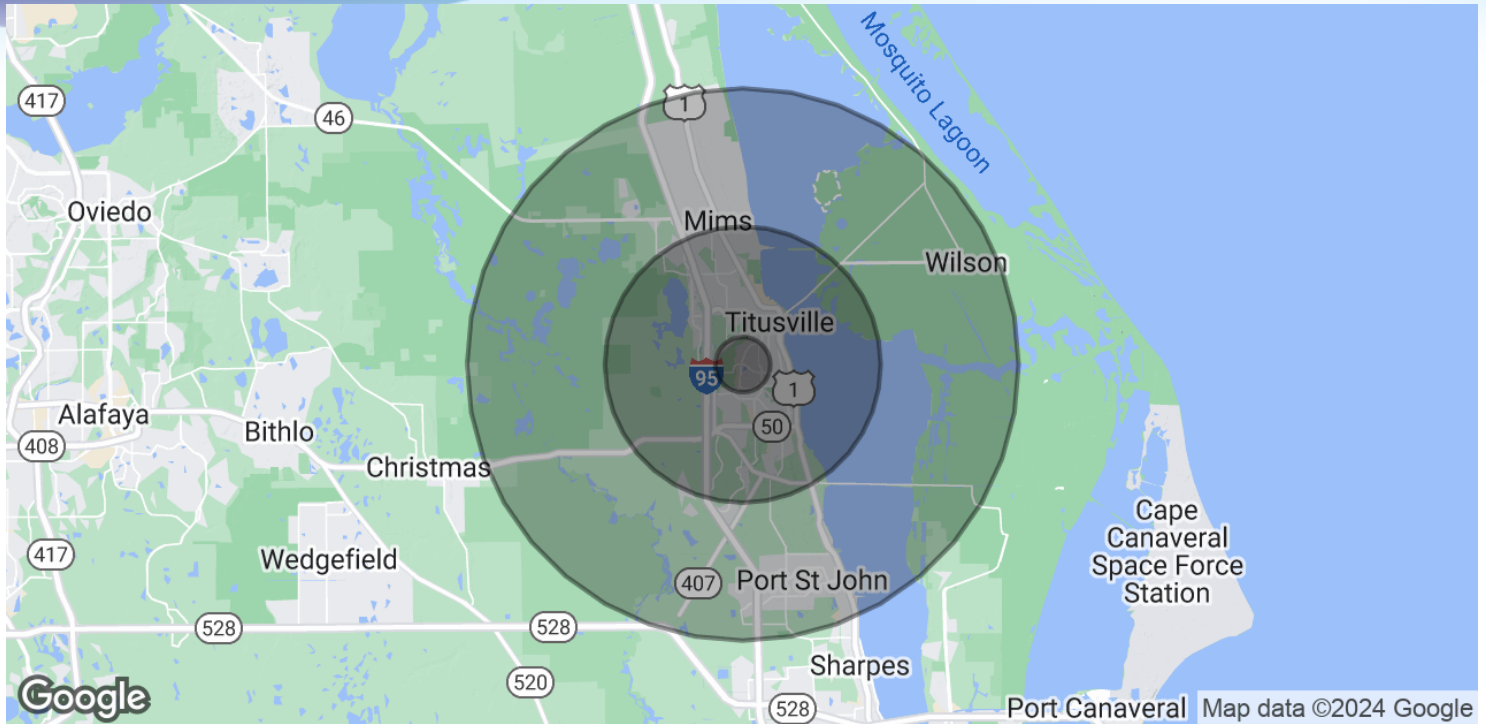 Mosquito Lagoon
417
1
46
Oviedo
Mims
Wilson
Titusville
95
1
Alafaya
50
408
Bithlo
Christmas
Cape
Canaveral
Space Force
Station
417
Wedgefield
407
Port St John
528
528
Sharpes
520
528
Port Canaveral
Google
Map data ©2024 Google